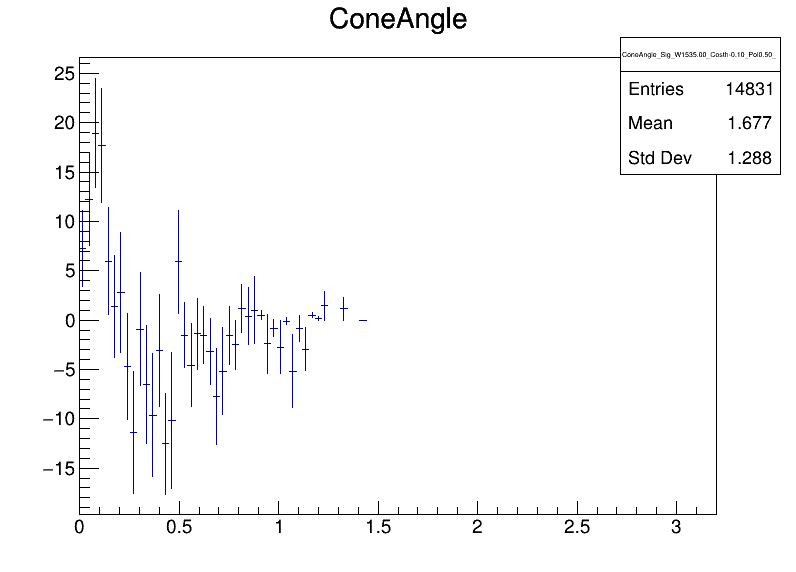 ConeAngle
ConeAngle_Sig_W1535.00_Costh-0.10_Pol0.50_
Entries 14831
Mean 1.677
Std Dev 1.288
25
20
15
10
5
0
−5
−10
−15
0 0.5 1 1.5 2 2.5 3